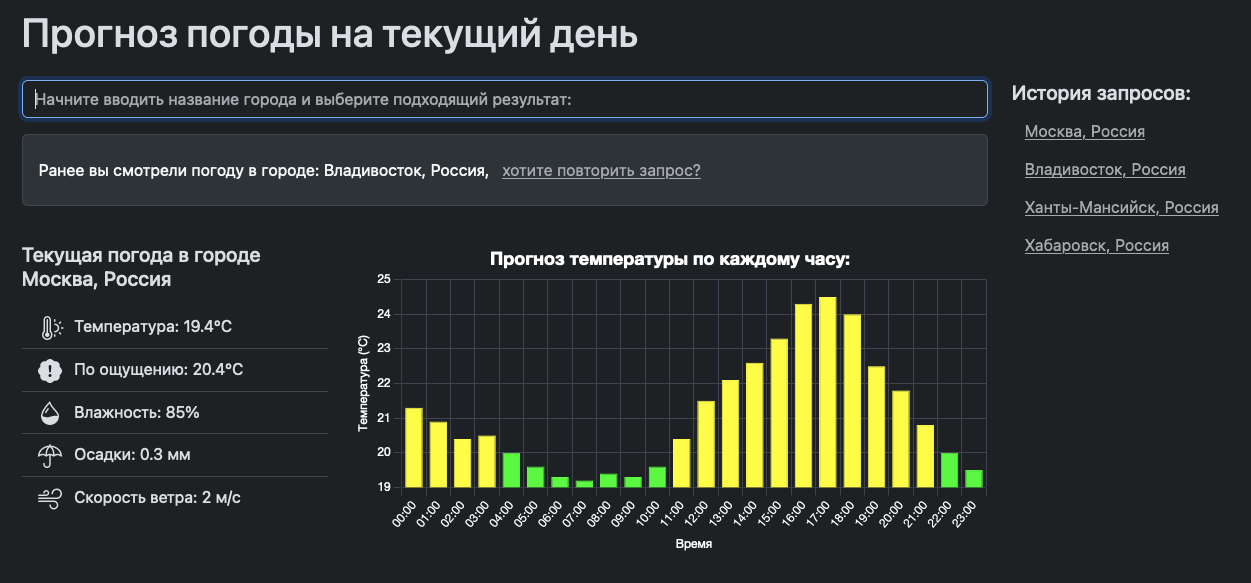 Прогноз погоды на текущий день
Начните вводить название города и выберите подходящий результат:
Ранее вы смотрели погоду в городе: Владивосток, Россия, хотите повторить запрос?
История запросов:
Москва, Россия
Владивосток, Россия
Ханты-Мансийск, Россия
Хабаровск, Россия
Текущая погода в городе
Москва, Россия
Температура: 19.4°C
По ощущению: 20.4°C
Влажность: 85%
Осадки: 0.3 мм
Скорость ветра: 2 м/с
Прогноз температуры по каждому часу:
Температура (°C)
25
24
23
22
21
20
19
00:00
01:00
02:00
03:00
04:00
05:00
06:00
07:00
08:00
09:00
10:00
11:00
12:00
13:00
14:00
15:00
16:00
17:00
18:00
19:00
20:00
21:00
22:00
23:00
Время